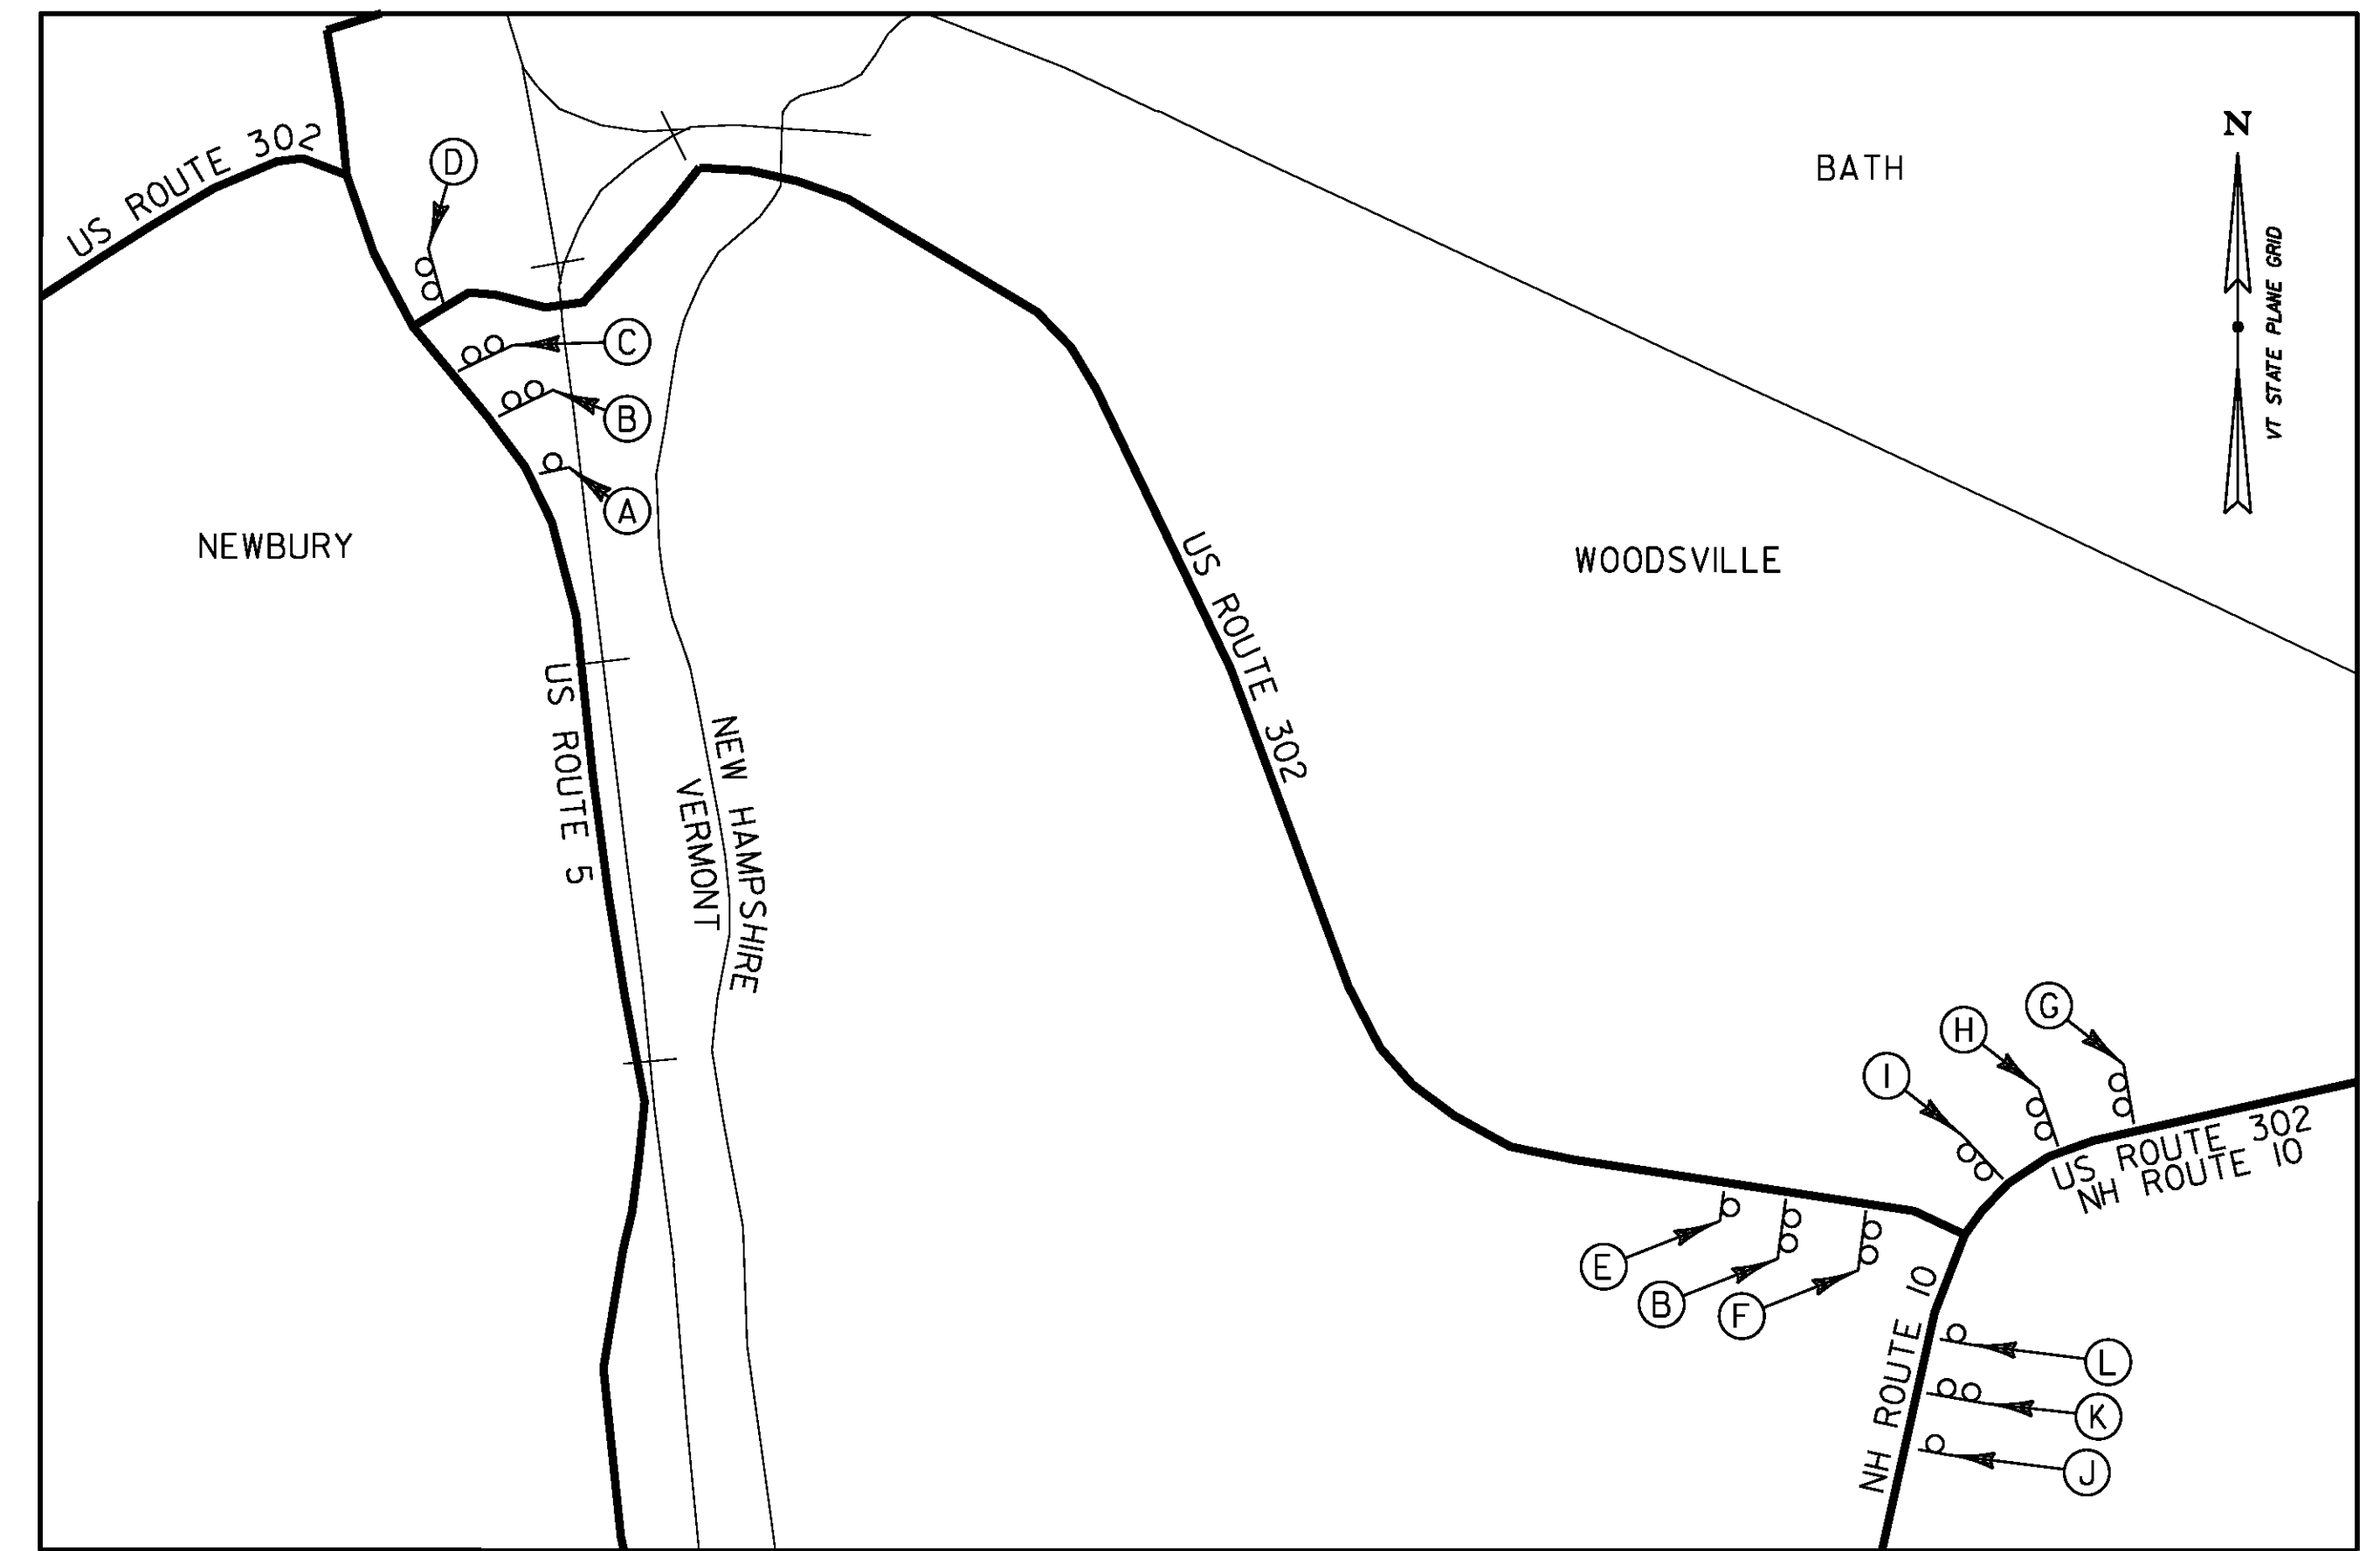 N
BATH
US ROUTE 302
D
VT STATE PLANE GRID
C
B
A
NEWBURY
WOODSVILLE
US ROUTE 302
US ROUTE 5
NEW HAMPSHIRE
VERMONT
G
H
I
US ROUTE 302
NH ROUTE 10
E
B
F
NH ROUTE 10
L
K
J